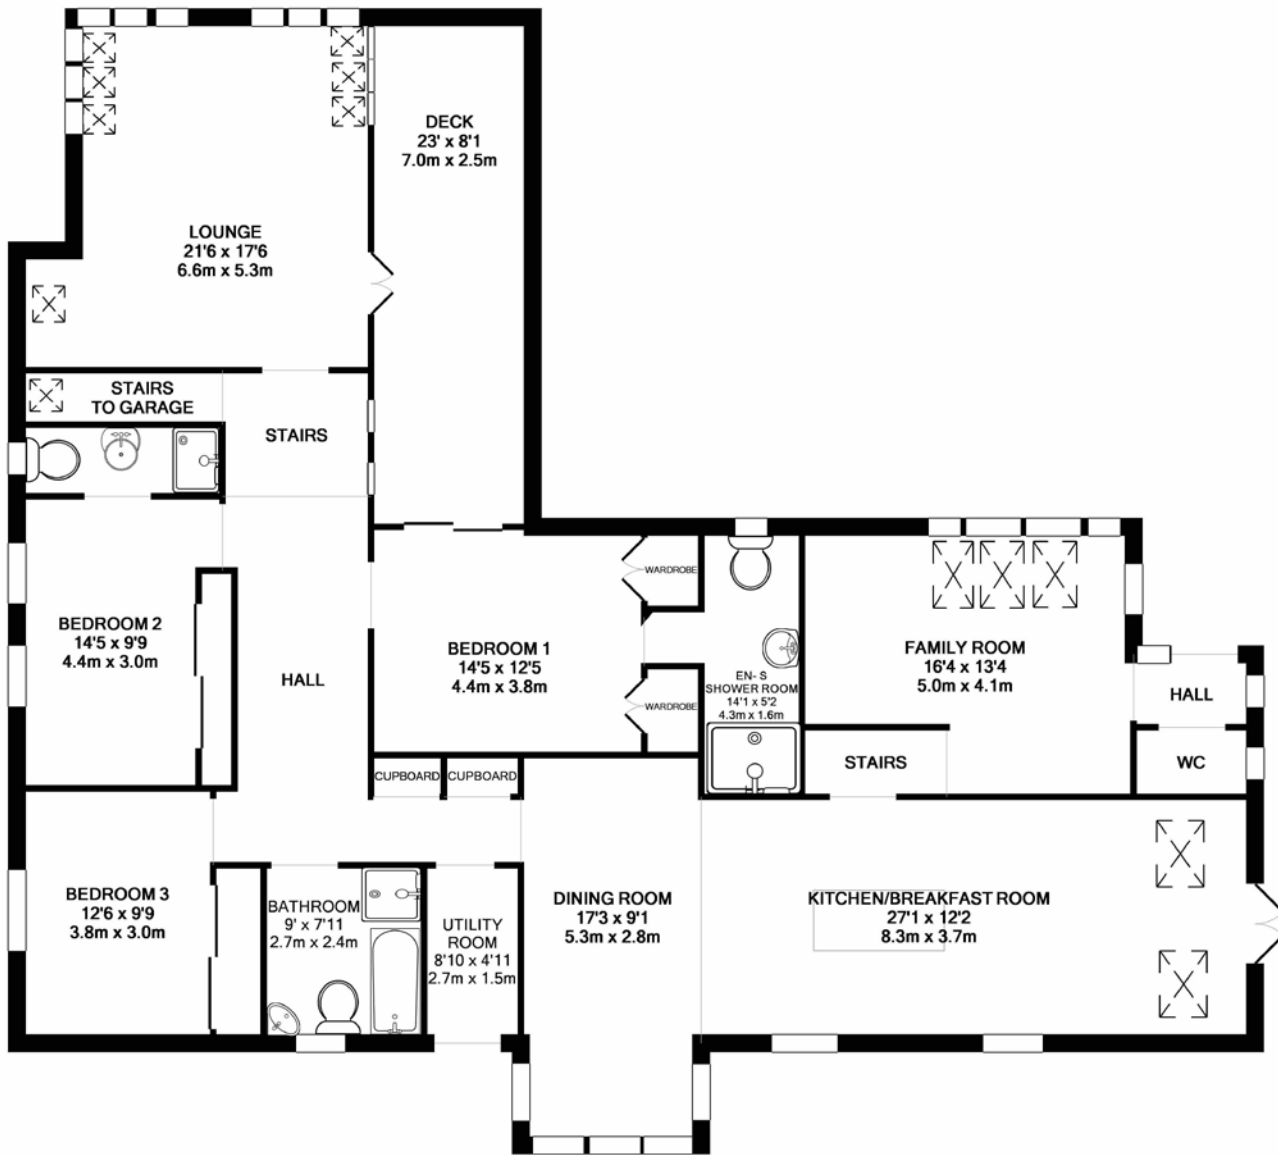 DECK
23' x 8'1
7.0m x 2.5m
LOUNGE
21'6 x 17'6
6.6m x 5.3m
STAIRS
TO GARAGE
STAIRS
BEDROOM 2
14'5 x 9'9
4.4m x 3.0m
HALL
BEDROOM 1
14'5 x 12'5
4.4m x 3.8m
WARDROBE
WARDROBE
EN- S
SHOWER ROOM
14'1 x 5'2
4.3m x 1.6m
FAMILY ROOM
16'4 x 13'4
5.0m x 4.1m
HALL
WC
STAIRS
CUPBOARD
CUPBOARD
BEDROOM 3
12'6 x 9'9
3.8m x 3.0m
BATHROOM
9' x 7'11
2.7m x 2.4m
UTILITY
ROOM
8'10 x 4'11
2.7m x 1.5m
DINING ROOM
17'3 x 9'1
5.3m x 2.8m
KITCHEN/BREAKFAST ROOM
27'1 x 12'2
8.3m x 3.7m